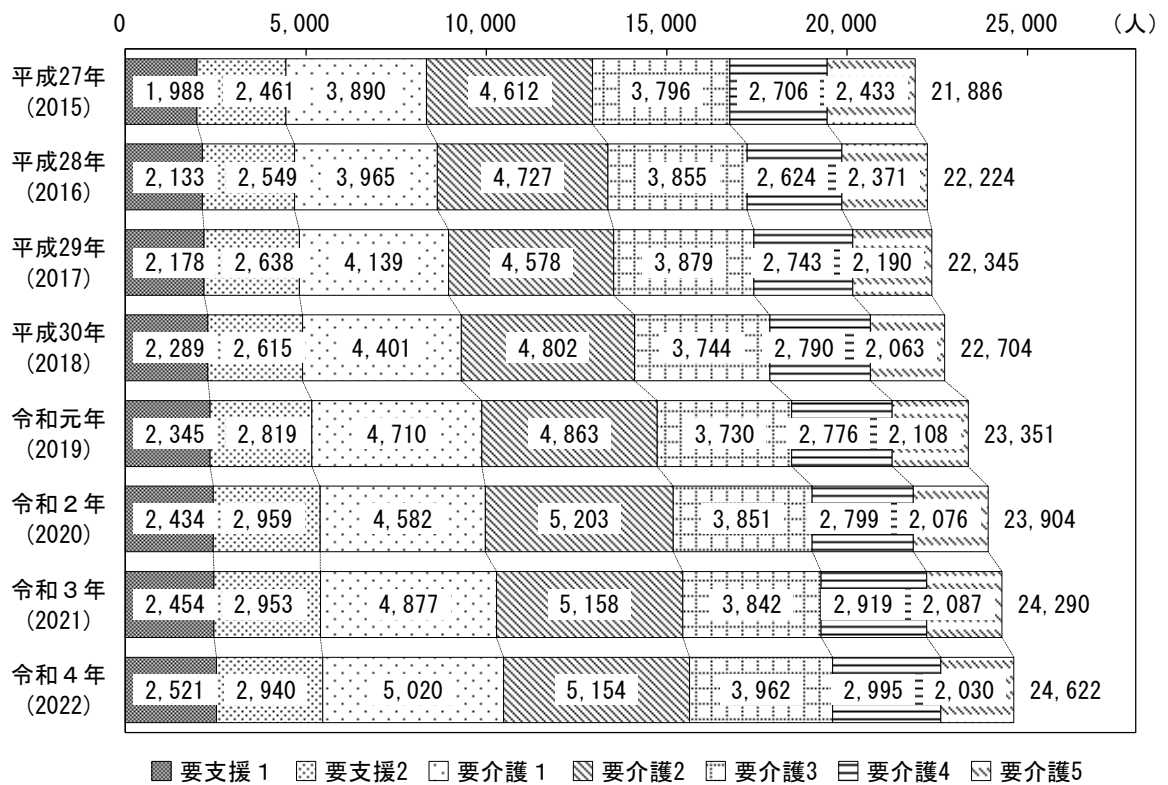 0 5,000 10,000 15,000 20,000 25,000 （人）
平成27年
(2015)
1,988 2,461 3,890 4,612 3,796 2,706 2,433 21,886
平成28年
(2016)
2,133 2,549 3,965 4,727 3,855 2,624 2,371 22,224
平成29年
(2017)
2,178 2,638 4,139 4,578 3,879 2,743 2,190 22,345
平成30年
(2018)
2,289 2,615 4,401 4,802 3,744 2,790 2,063 22,704
令和元年
(2019)
2,345 2,819 4,710 4,863 3,730 2,776 2,108 23,351
令和２年
(2020)
2,434 2,959 4,582 5,203 3,851 2,799 2,076 23,904
令和３年
(2021)
2,454 2,953 4,877 5,158 3,842 2,919 2,087 24,290
令和４年
(2022)
2,521 2,940 5,020 5,154 3,962 2,995 2,030 24,622
要支援１ 要支援2 要介護１ 要介護2 要介護3 要介護4 要介護5